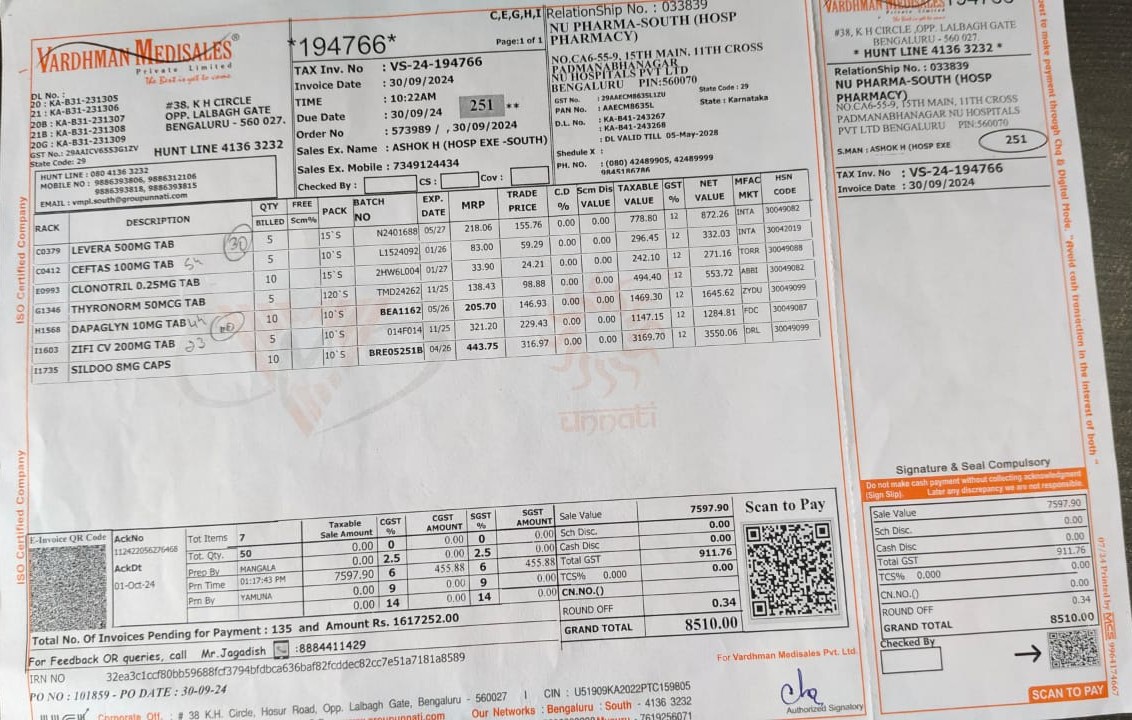 VARDHMAN MEDISALES®
Private Limited
The Best is yet to come
DL No. :
20 : KA-B31-231305
21 : KA-B31-231306
20B : KA-B31-231307
21B : KA-B31-231308
20G : KA-B31-231309
GST No.: 29AAICV6553G1ZV
State Code: 29
#38, K H CIRCLE
OPP. LALBAGH GATE
BENGALURU - 560 027.
HUNT LINE 4136 3232
HUNT LINE : 080 4136 3232
MOBILE NO : 9886393806, 9886312106
9886393818, 9886393815
EMAIL : vmpl.south@groupunnati.com
*194766*
Page:1 of 1
TAX Inv. No : VS-24-194766
Invoice Date : 30/09/2024
TIME : 10:22AM
251 **
Due Date : 30/09/24
Order No : 573989 / , 30/09/2024
Sales Ex. Name : ASHOK H (HOSP EXE -SOUTH)
Sales Ex. Mobile : 7349124434
Checked By : CS : Cov :
C,E,G,H,I RelationShip No. : 033839
NU PHARMA-SOUTH (HOSP
PHARMACY)
NO.CA6-55-9, 15TH MAIN, 11TH CROSS
PADMANABHANAGAR
NU HOSPITALS PVT LTD
BENGALURU PIN:560070
GST No. : 29AAECM8635L1ZU State Code : 29
PAN No. : AAECM8635L State : Karnataka
D.L. No. : KA-B41-243267
: KA-B41-243268
: DL VALID TILL 05-May-2028
Shedule X :
PH. NO. : (080) 42489905, 42489999
9845186786
RACK DESCRIPTION QTY BILLED FREE Scm% PACK BATCH NO EXP. DATE MRP TRADE PRICE C.D % Scm Dis VALUE TAXABLE VALUE GST % NET VALUE MFAC MKT HSN CODE
C0379 LEVERA 500MG TAB 30 5 15`S N2401688 05/27 218.06 155.76 0.00 0.00 778.80 12 872.26 INTA 30049082
C0412 CEFTAS 100MG TAB 5 10`S L1524092 01/26 83.00 59.29 0.00 0.00 296.45 12 332.03 INTA 30042019
E0993 CLONOTRIL 0.25MG TAB 10 15`S 2HW6L004 01/27 33.90 24.21 0.00 0.00 242.10 12 271.16 TORR 30049088
G1346 THYRONORM 50MCG TAB 5 120`S TMD24262 11/25 138.43 98.88 0.00 0.00 494.40 12 553.72 ABBI 30049082
H1568 DAPAGLYN 10MG TAB 10 10`S BEA1162 05/26 205.70 146.93 0.00 0.00 1469.30 12 1645.62 ZYDU 30049099
I1603 ZIFI CV 200MG TAB 23 5 10`S 014F014 11/25 321.20 229.43 0.00 0.00 1147.15 12 1284.81 FDC 30049087
I1735 SILDOO 8MG CAPS 10 10`S BRE05251B 04/26 443.75 316.97 0.00 0.00 3169.70 12 3550.06 DRL 30049099
unnati
ISO Certified Company
ISO Certified Company
E-Invoice QR Code
AckNo
112422056276468
AckDt
01-Oct-24
Tot Items 7
Tot. Qty. 50
Prep By MANGALA
Prn Time 01:17:43 PM
Prn By YAMUNA
Taxable Sale Amount CGST % CGST AMOUNT SGST % SGST AMOUNT
0.00 0 0.00 0 0.00
0.00 2.5 0.00 2.5 0.00
7597.90 6 455.88 6 455.88
0.00 9 0.00 9 0.00
0.00 14 0.00 14 0.00
Sale Value 7597.90
Sch Disc. 0.00
Cash Disc 0.00
Total GST 911.76
TCS% 0.000 0.00
CN.NO.()
ROUND OFF 0.34
GRAND TOTAL 8510.00
Scan to Pay
Total No. Of Invoices Pending for Payment : 135 and Amount Rs. 1617252.00
For Feedback OR queries, call Mr.Jagadish :8884411429
IRN NO 32ea3c1ccf80bb59688fcf3794bfdbca636baf82fcddec82cc7e51a7181a8589
PO NO : 101859 - PO DATE : 30-09-24
For Vardhman Medisales Pvt. Ltd.
Authorized Signatory
Corporate Off. : # 38 K.H. Circle, Hosur Road, Opp. Lalbagh Gate, Bengaluru - 560027 I CIN : U51909KA2022PTC159805
Our Networks : Bengaluru : South - 4136 3232
7619256071
VARDHMAN MEDISALES
#38, K H CIRCLE ,OPP. LALBAGH GATE
BENGALURU - 560 027.
* HUNT LINE 4136 3232 *
RelationShip No. : 033839
NU PHARMA-SOUTH (HOSP
PHARMACY)
NO.CA6-55-9, 15TH MAIN, 11TH CROSS
PADMANABHANAGAR NU HOSPITALS
PVT LTD BENGALURU PIN:560070
S.MAN : ASHOK H (HOSP EXE
251
TAX Inv. No : VS-24-194766
Invoice Date : 30/09/2024
Signature & Seal Compulsory
Do not make cash payment without collecting acknowledgment
(Sign Slip). Later any discrepancy we are not responsible.
Sale Value 7597.90
Sch Disc. 0.00
Cash Disc 0.00
Total GST 911.76
TCS% 0.000 0.00
CN.NO.() 0.00
ROUND OFF 0.34
GRAND TOTAL 8510.00
Checked By
SCAN TO PAY
to make payment through Chq & Digital Mode. "Avoid cash transaction in the interest of both "
07/34 Printed by MCS 9964174667